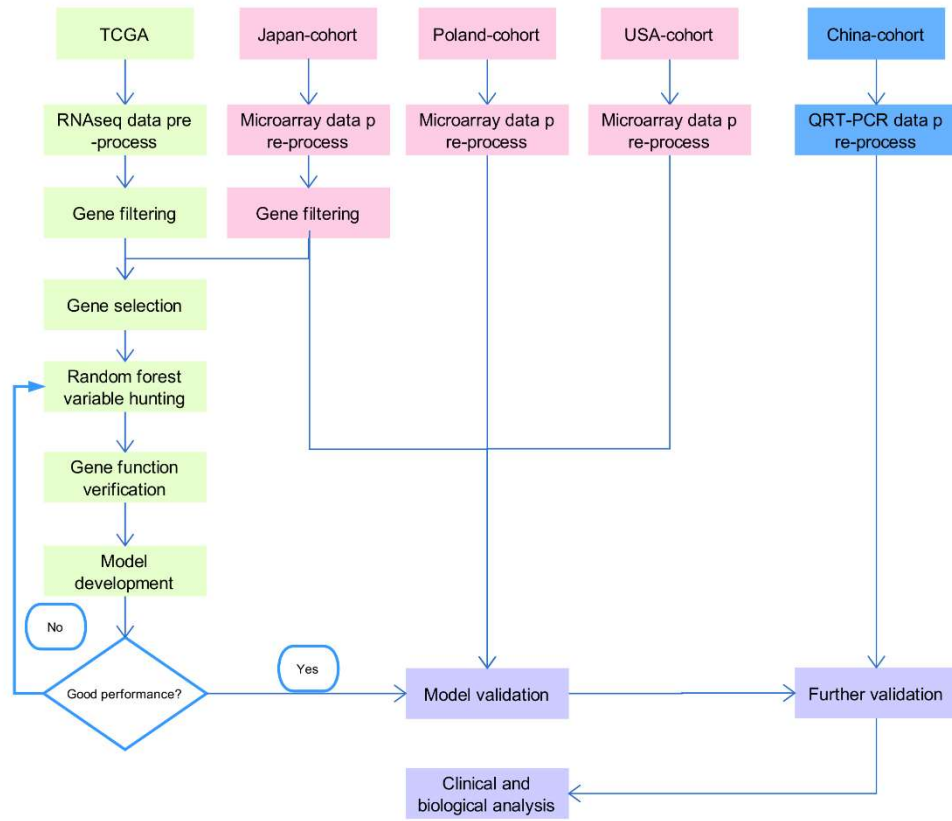 TCGA
Japan-cohort
Poland-cohort
USA-cohort
China-cohort
RNAseq data pre
-process
Microarray data p
re-process
Microarray data p
re-process
Microarray data p
re-process
QRT-PCR data p
re-process
Gene filtering
Gene filtering
Gene selection
Random forest
variable hunting
Gene function
verification
Model
development
No
Good performance?
Yes
Model validation
Further validation
Clinical and
biological analysis